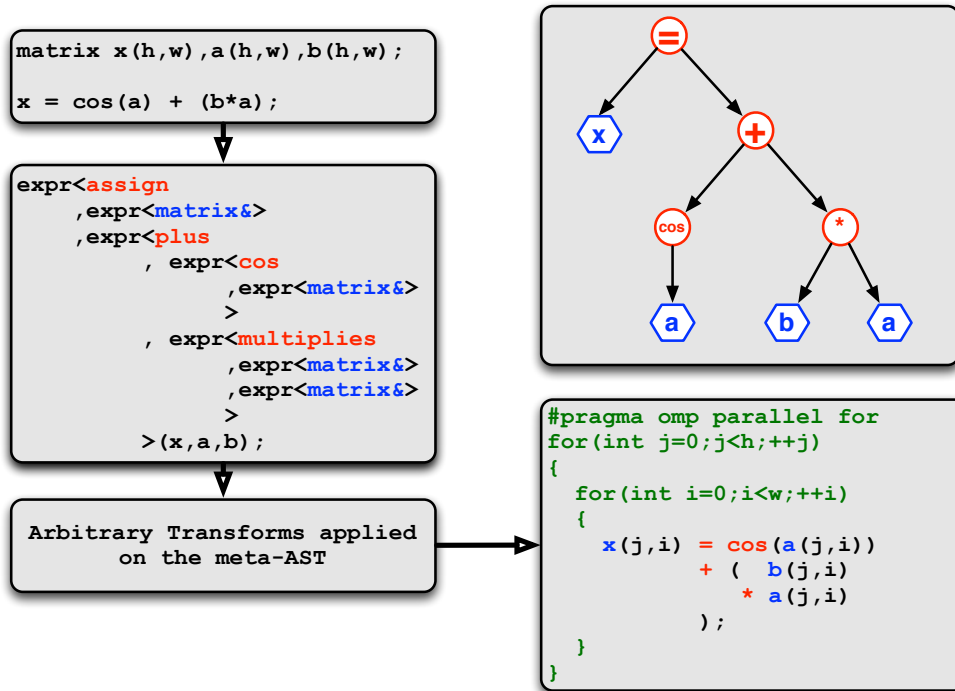 matrix x(h,w),a(h,w),b(h,w);
x = cos(a) + (b*a);
expr<assign
,expr<matrix&>
,expr<plus
, expr<cos
,expr<matrix&>
>
, expr<multiplies
,expr<matrix&>
,expr<matrix&>
>
>(x,a,b);
Arbitrary Transforms applied
on the meta-AST
=
x
+
cos
*
a
b
a
#pragma omp parallel for
for(int j=0;j<h;++j)
{
for(int i=0;i<w;++i)
{
x(j,i) = cos(a(j,i))
+ ( b(j,i)
* a(j,i)
);
}
}